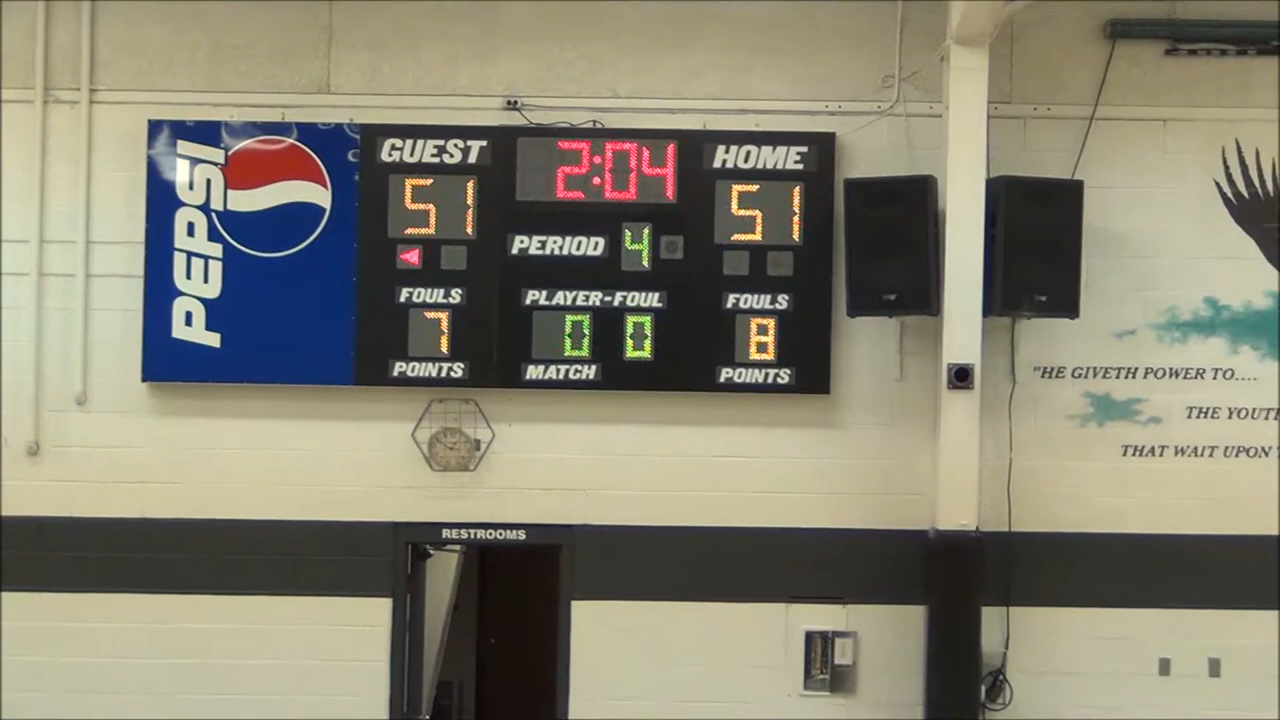 PEPSI
GUEST 2:04 HOME
51 51
PERIOD 4
FOULS PLAYER-FOUL FOULS
7 0 0 8
POINTS MATCH POINTS
"HE GIVETH POWER TO....
THE YOUT
THAT WAIT UPON
RESTROOMS